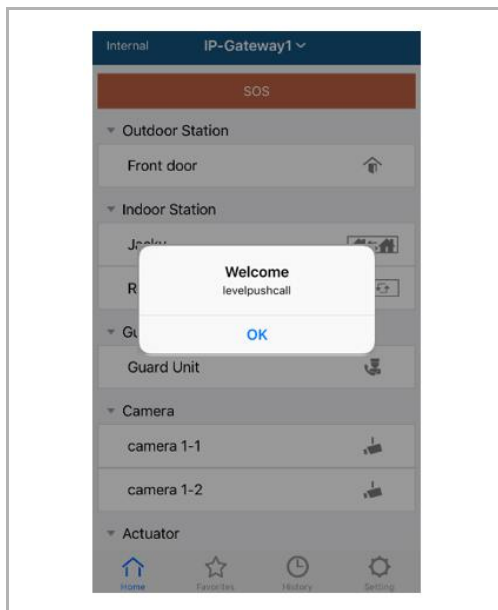 Internal IP-Gateway1
SOS
Outdoor Station
Front door
Indoor Station
Welcome
levelpushcall
OK
Guard Unit
Camera
camera 1-1
camera 1-2
Actuator
Home Favorites History Setting